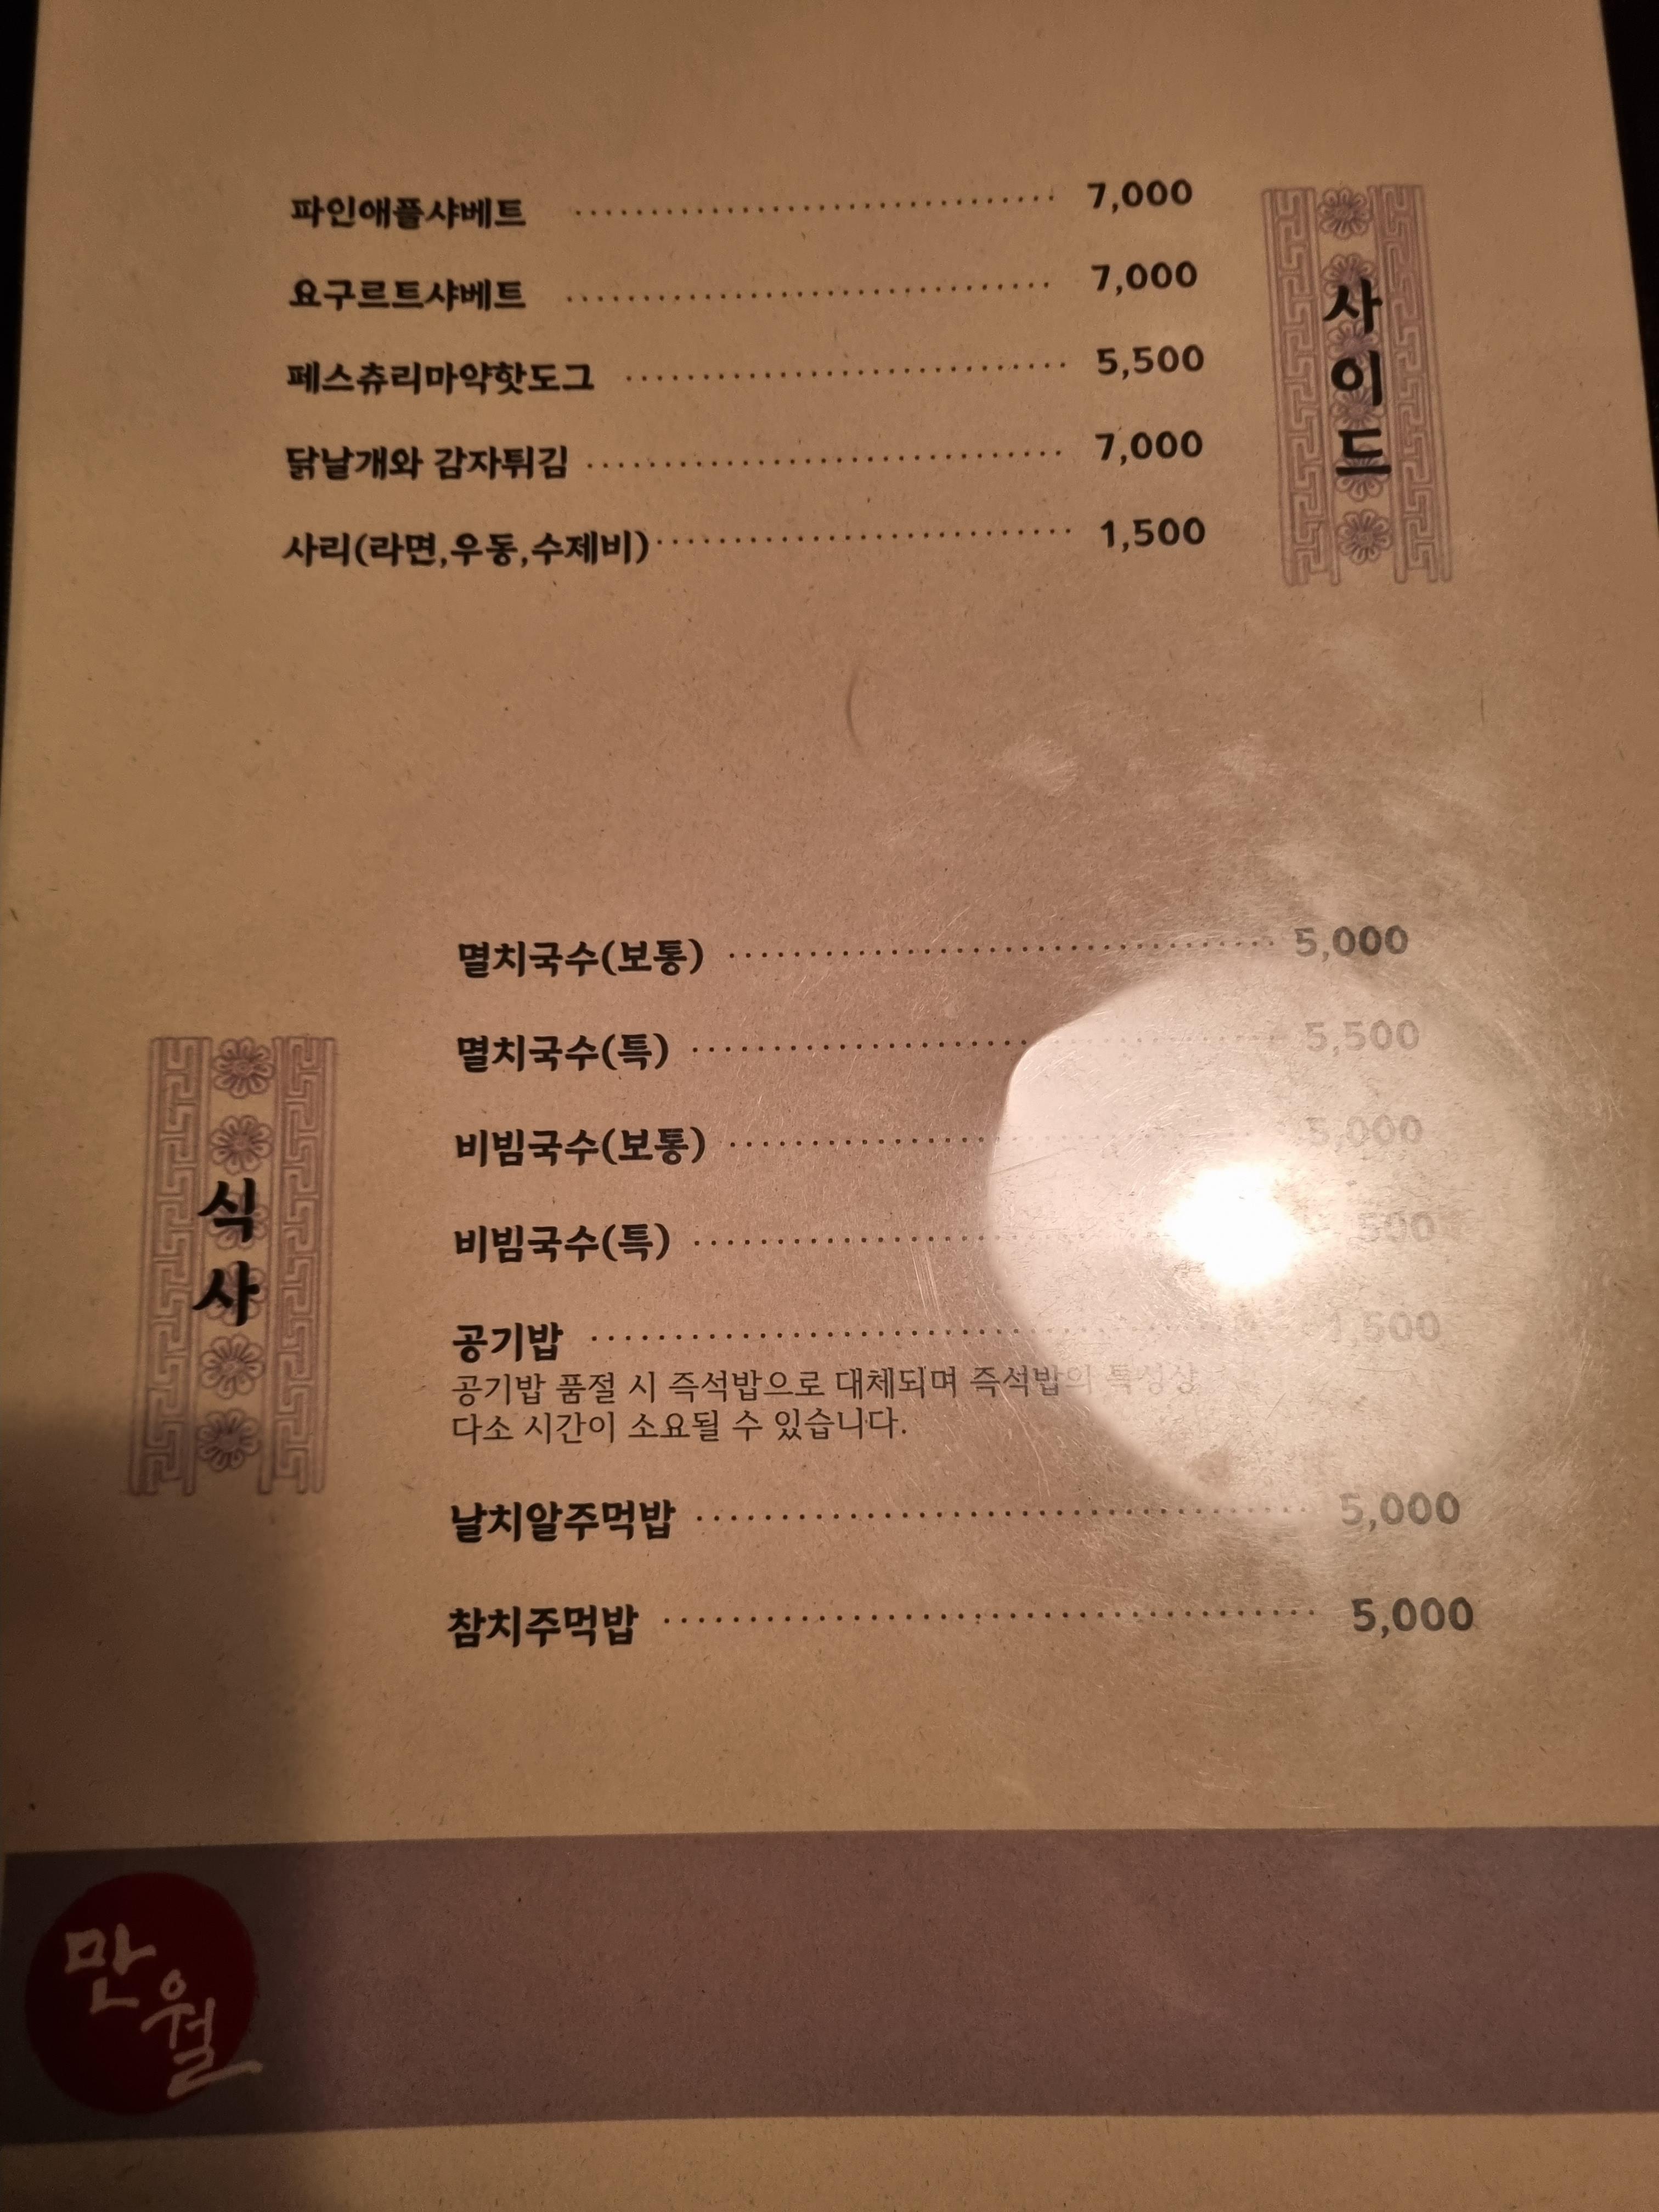 사이드
파인애플샤베트 ································ 7,000
요구르트샤베트 ································ 7,000
페스츄리마약핫도그 ································ 5,500
닭날개와 감자튀김 ································ 7,000
사리(라면,우동,수제비) ································ 1,500
식사
멸치국수(보통) ································ 5,000
멸치국수(특) ································ 5,500
비빔국수(보통) ································ 5,000
비빔국수(특) ································
공기밥 ································ 1,500
공기밥 품절 시 즉석밥으로 대체되며 즉석밥의 특성상
다소 시간이 소요될 수 있습니다.
날치알주먹밥 ································ 5,000
참치주먹밥 ································ 5,000
만월